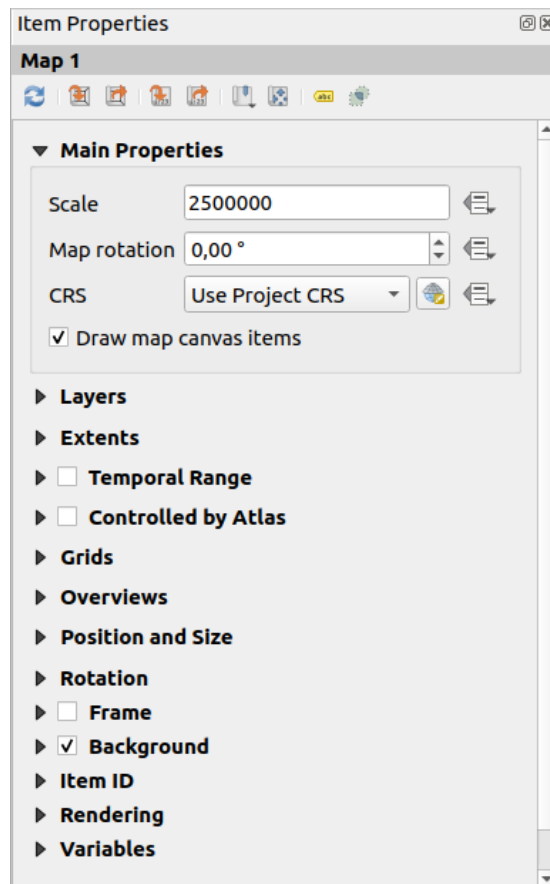 Item Properties
Map 1
abc
Main Properties
Scale 2500000
Map rotation 0,00 °
CRS Use Project CRS
Draw map canvas items
Layers
Extents
Temporal Range
Controlled by Atlas
Grids
Overviews
Position and Size
Rotation
Frame
Background
Item ID
Rendering
Variables